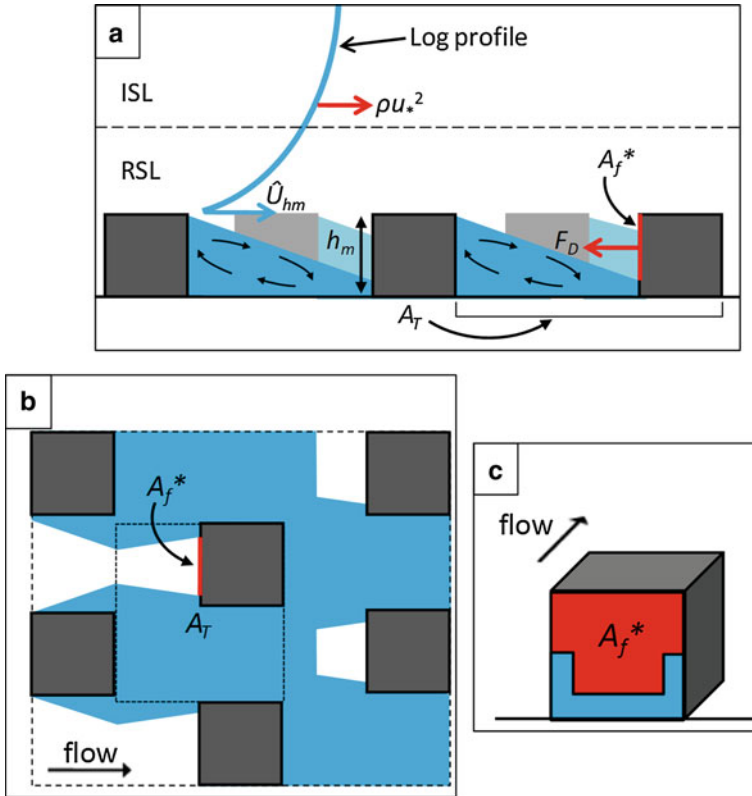 a
Log profile
ISL
ρu*²
RSL
A_f*
Û_hm
h_m
F_D
A_T
b
A_f*
A_T
flow
c
flow
A_f*